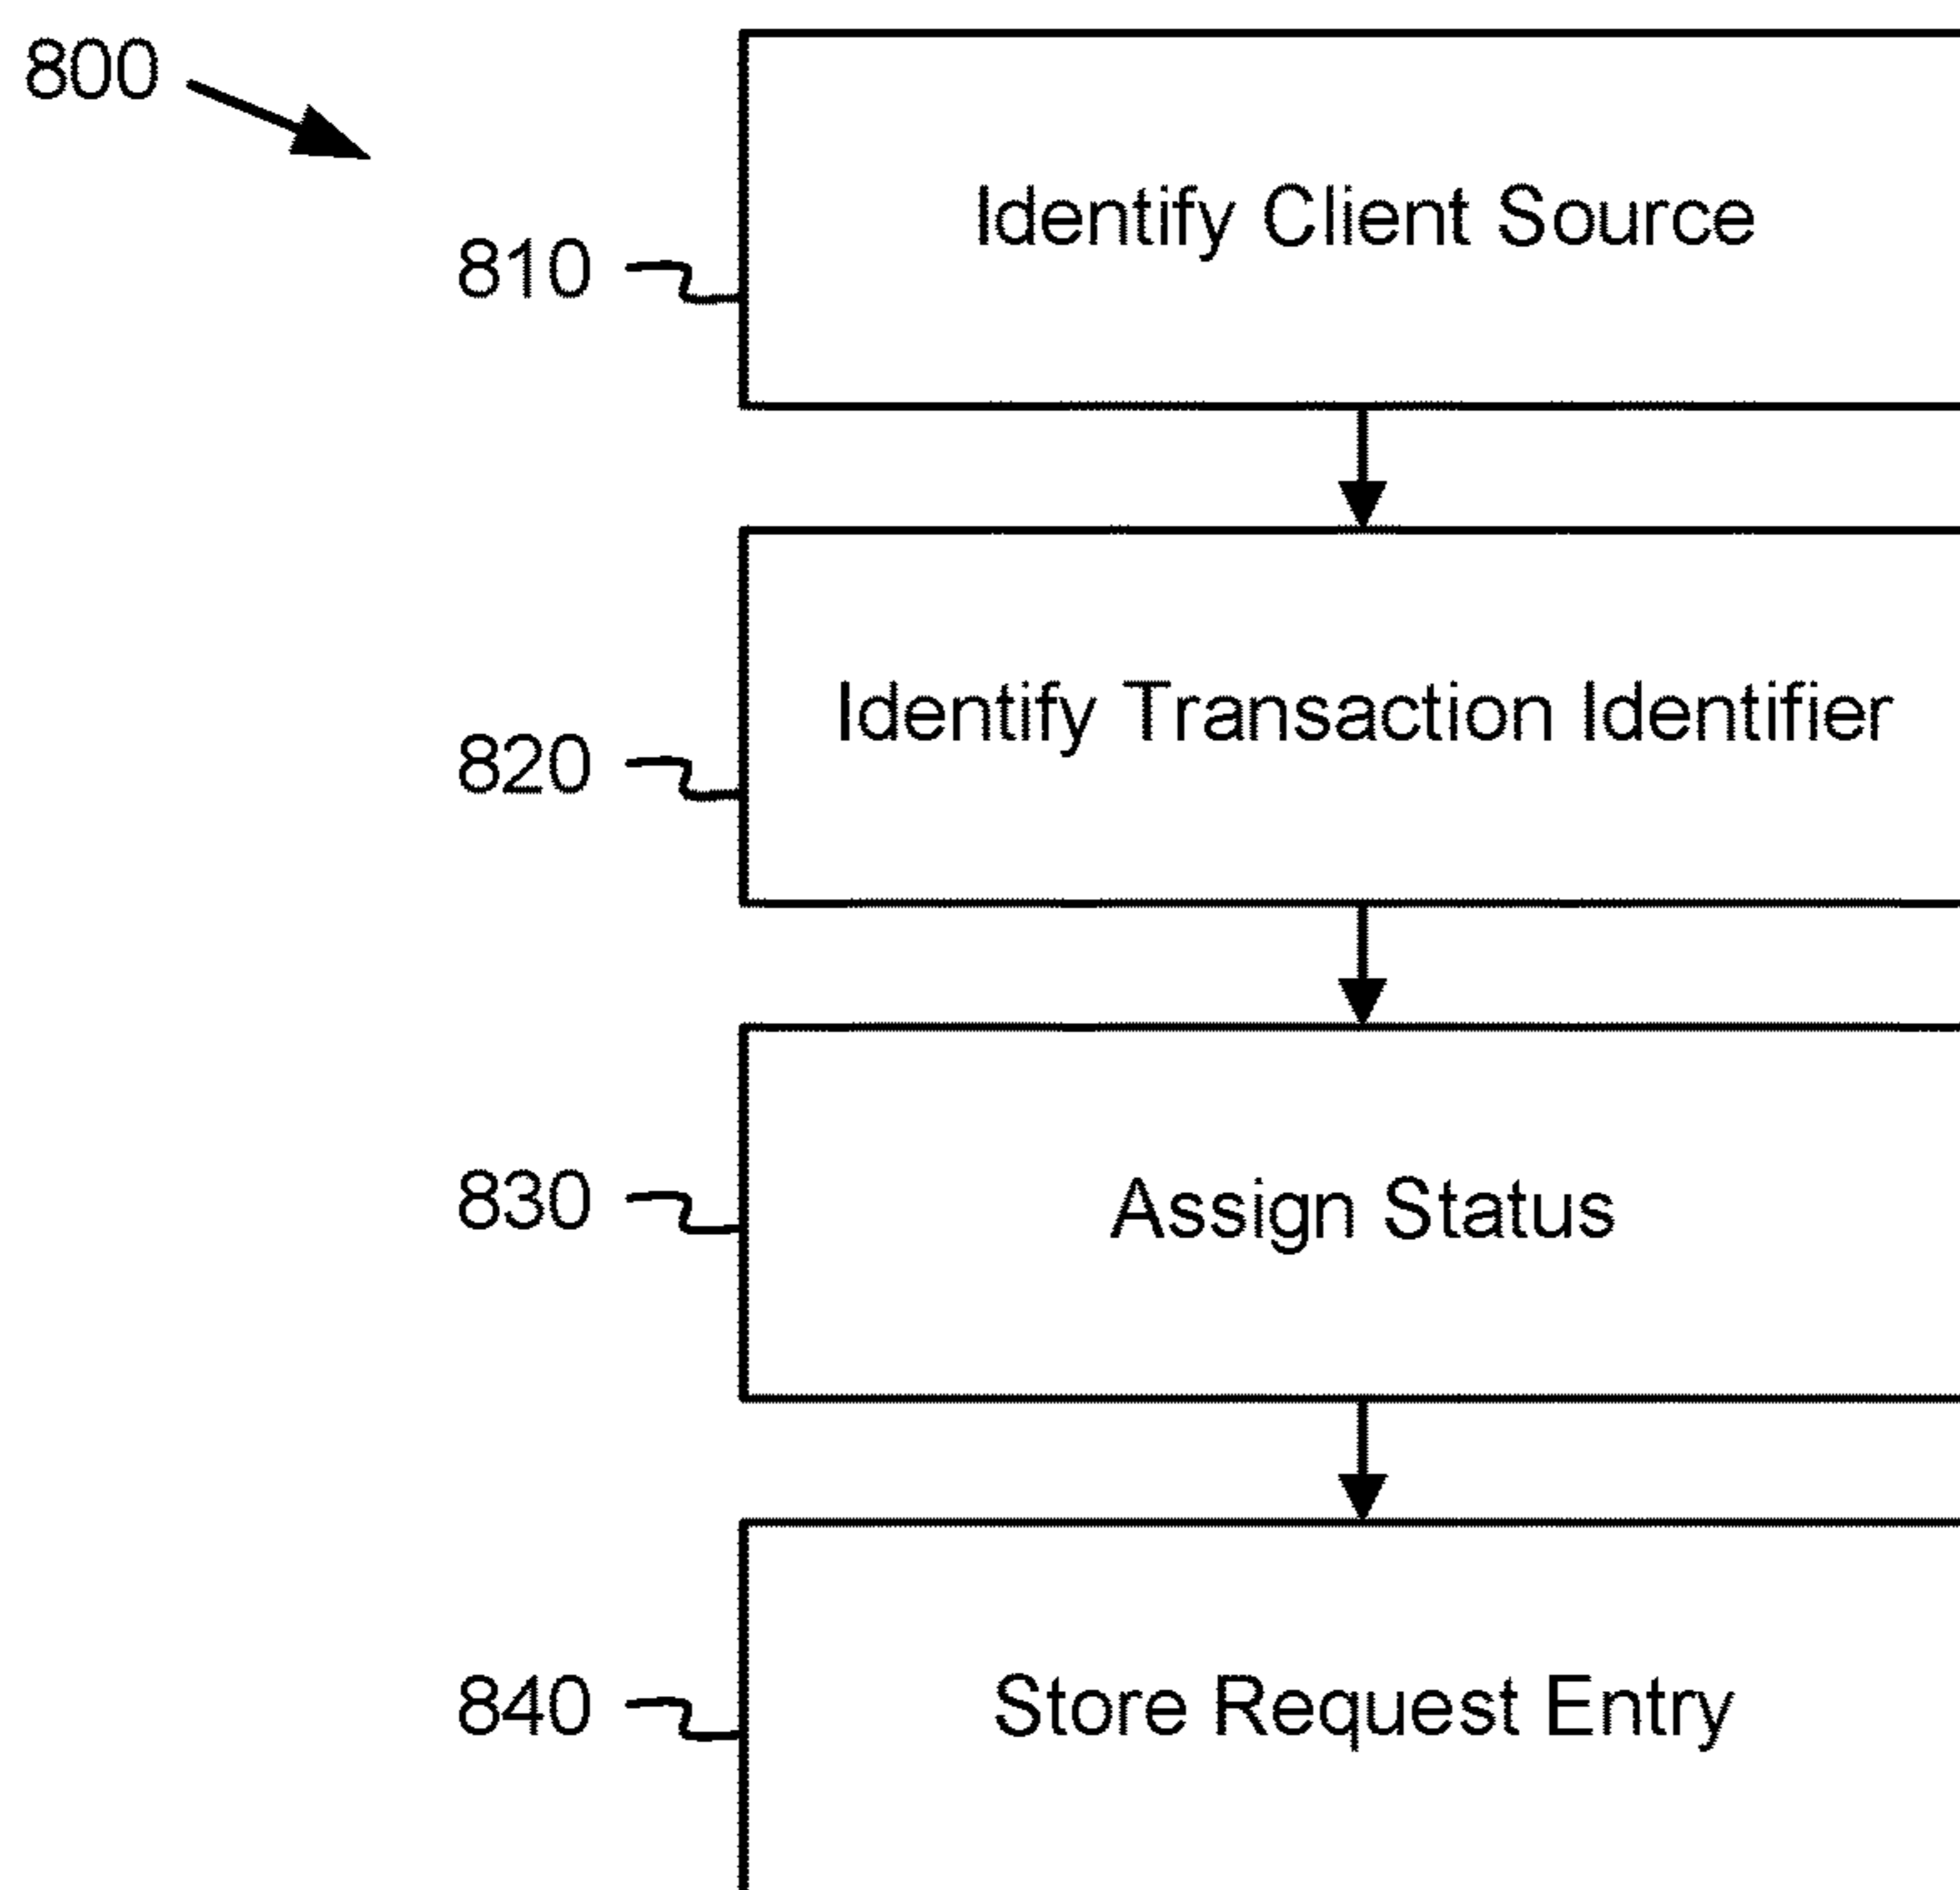 800
Identify Client Source
810
Identify Transaction Identifier
820
830
Assign Status
840
Store Request Entry